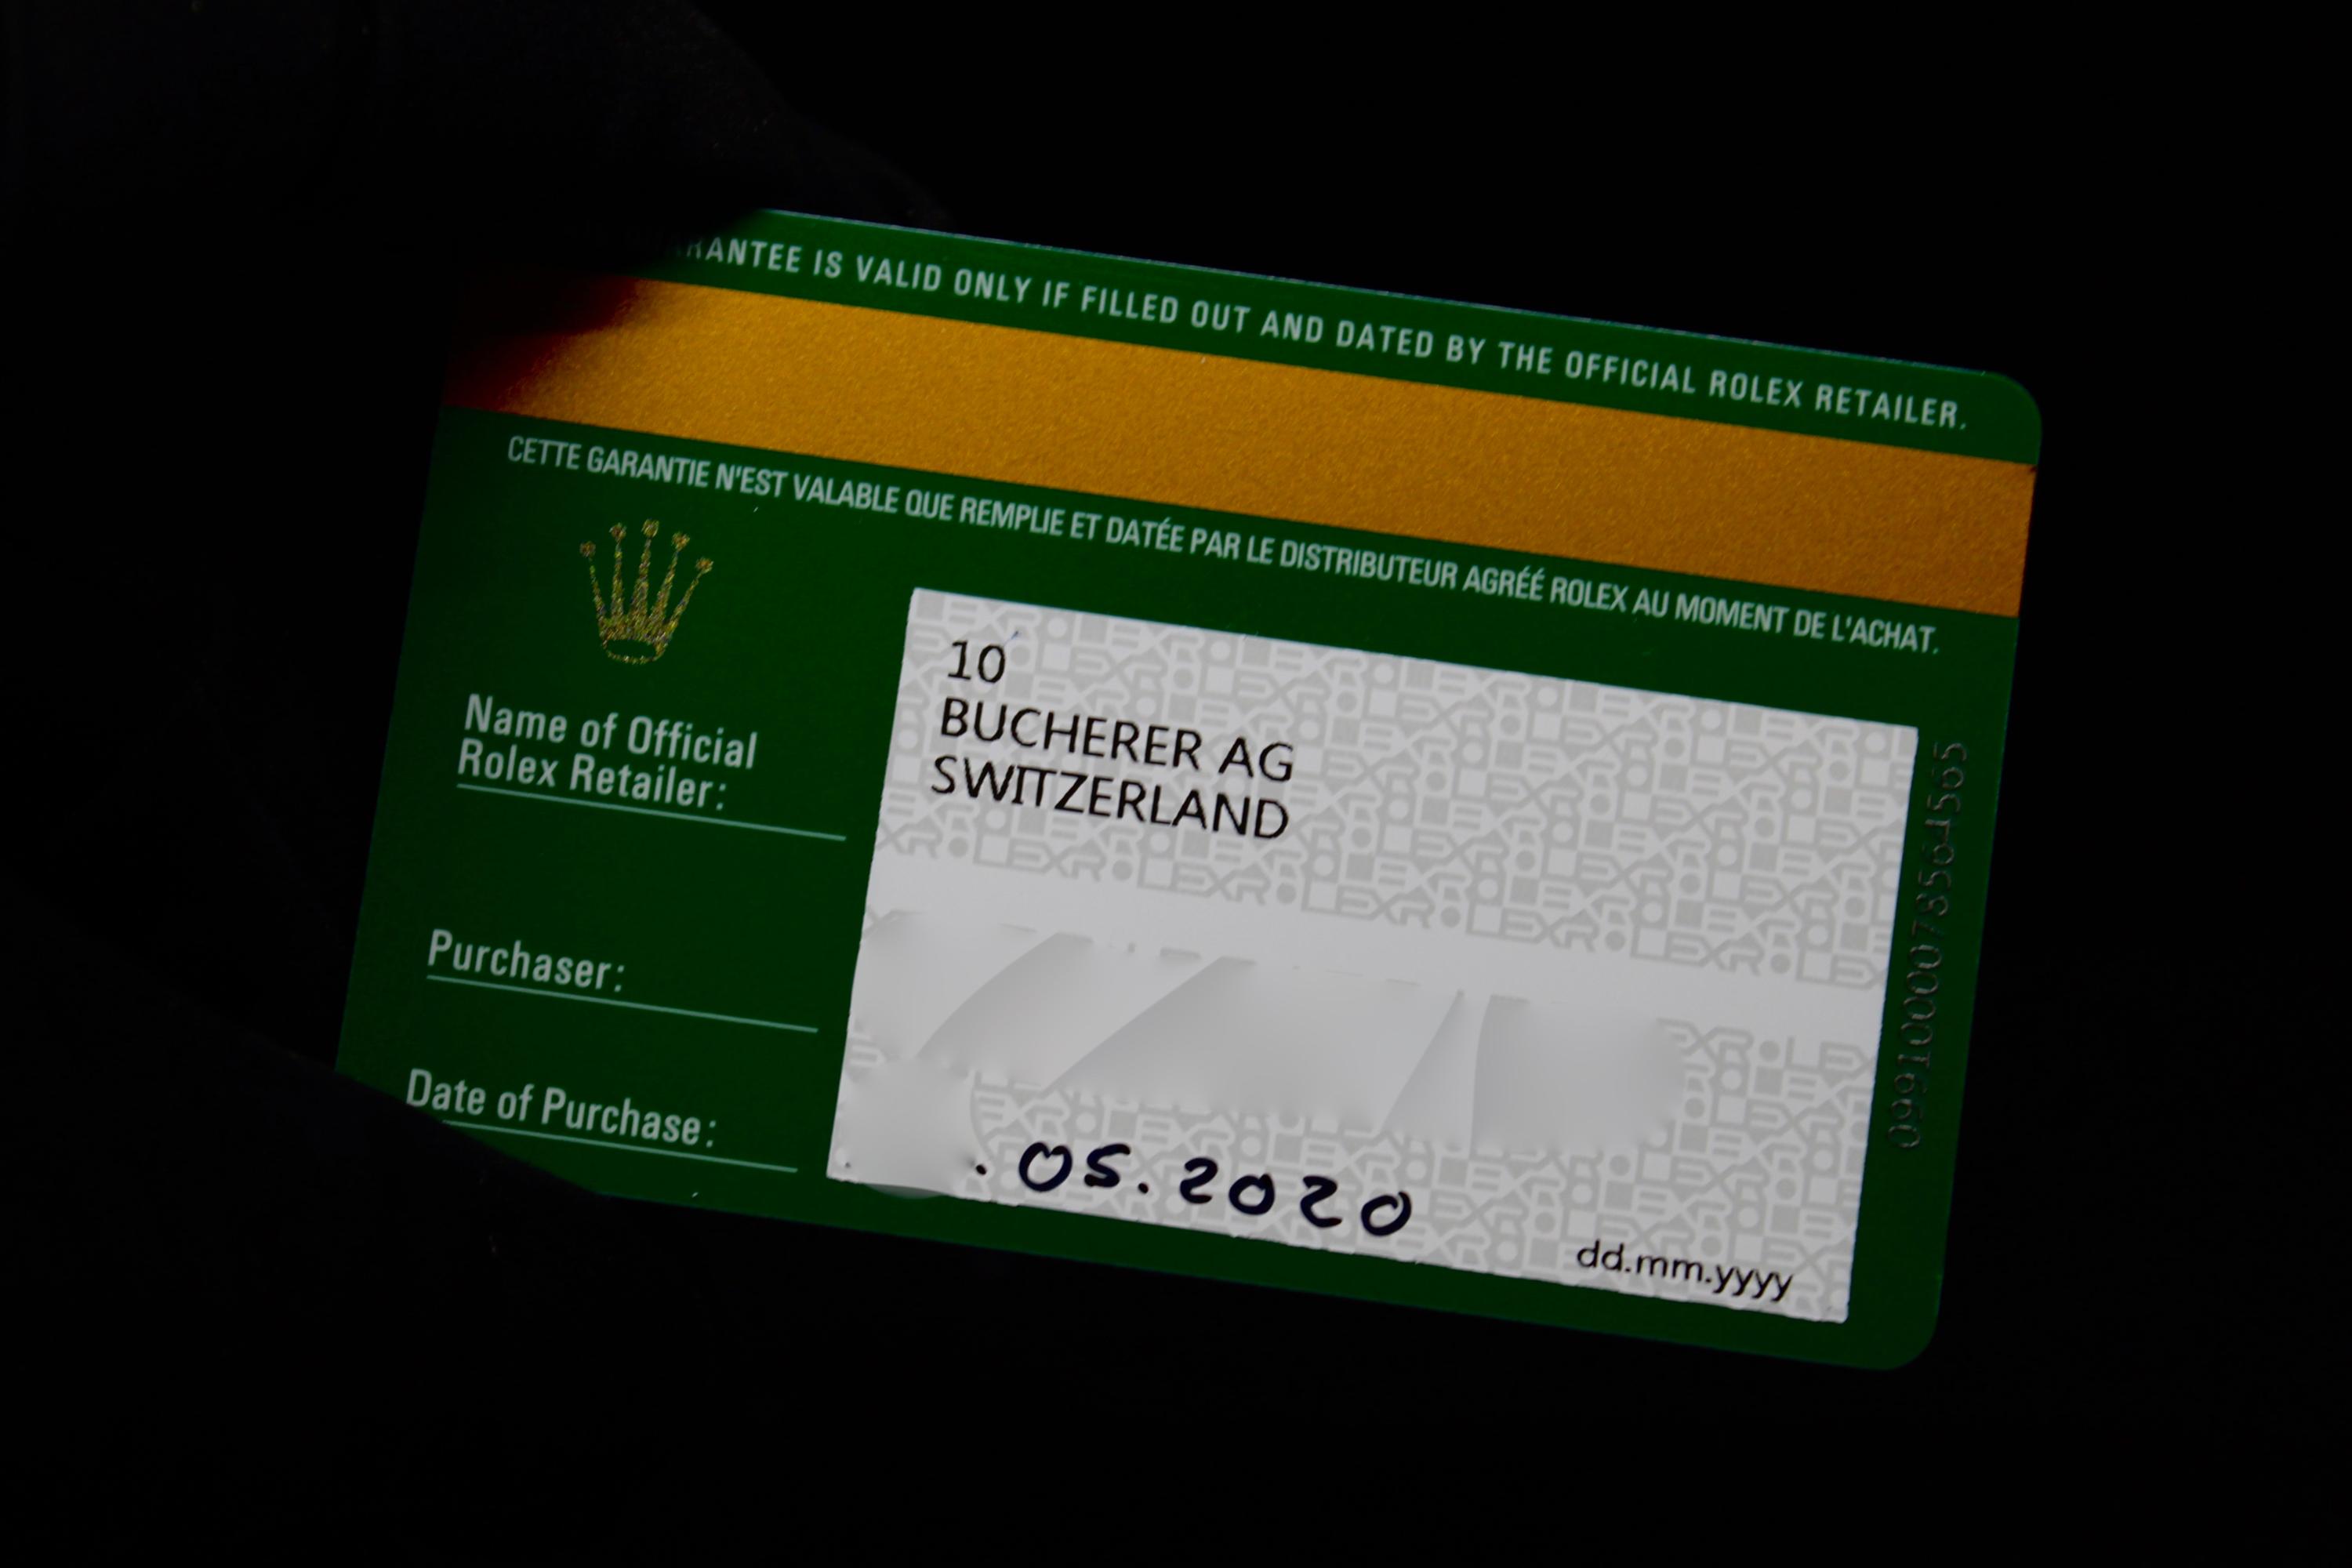 RANTEE IS VALID ONLY IF FILLED OUT AND DATED BY THE OFFICIAL ROLEX RETAILER.
CETTE GARANTIE N'EST VALABLE QUE REMPLIE ET DATÉE PAR LE DISTRIBUTEUR AGRÉÉ ROLEX AU MOMENT DE L'ACHAT.
Name of Official
Rolex Retailer:
10
BUCHERER AG
SWITZERLAND
Purchaser:
Date of Purchase:
. 05. 2020
dd.mm.yyyy